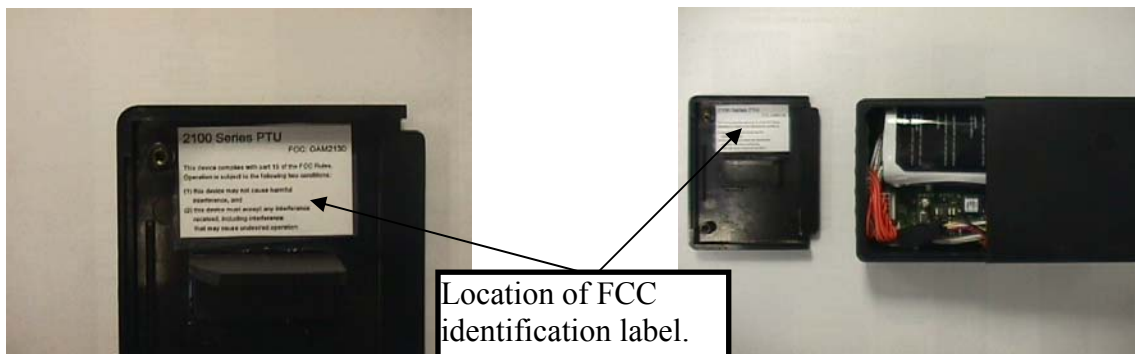 2100 Series PTU
FCC: OAM2130
This device complies with part 15 of the FCC Rules.
Operation is subject to the following two conditions:
(1) this device may not cause harmful
interference, and
(2) this device must accept any interference
received, including interference
that may cause undesired operation.
2100 Series PTU
Location of FCC
identification label.